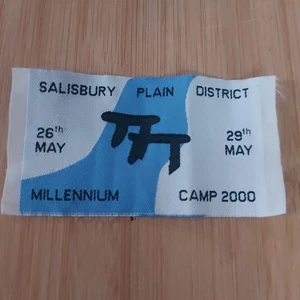 SALISBURY PLAIN DISTRICT
26th MAY
29th MAY
MILLENNIUM CAMP 2000